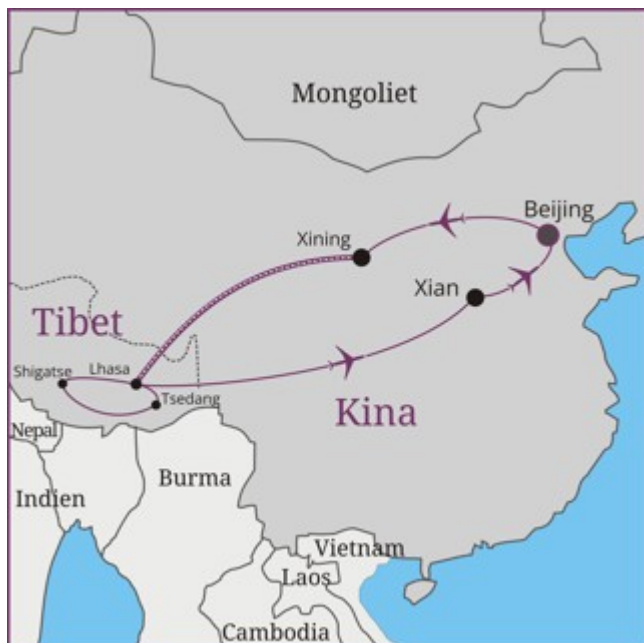 Mongoliet
Beijing
Xining
Xian
Tibet
Shigatse
Lhasa
Tsedang
Kina
Nepal
Burma
Indien
Vietnam
Laos
Cambodia